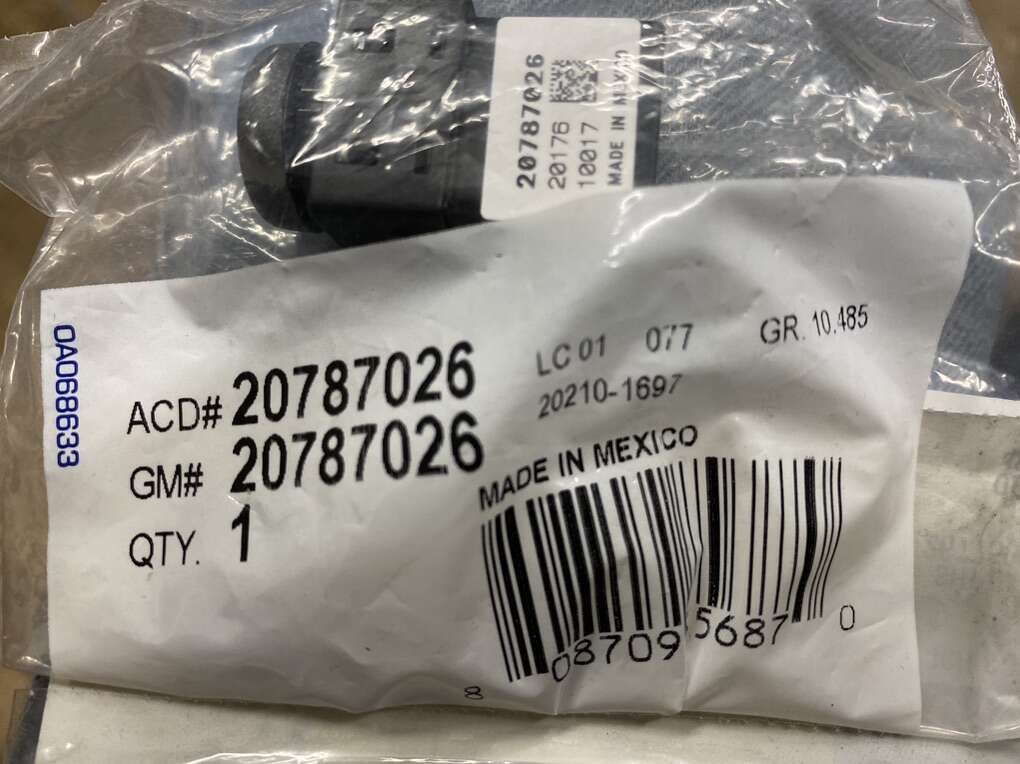 20787026
20176
10017
MADE IN MEXICO
0A068633
ACD# 20787026
GM# 20787026
QTY. 1
LC 01 077
GR. 10.485
20210-1697
MADE IN MEXICO
8 08709 5687 0